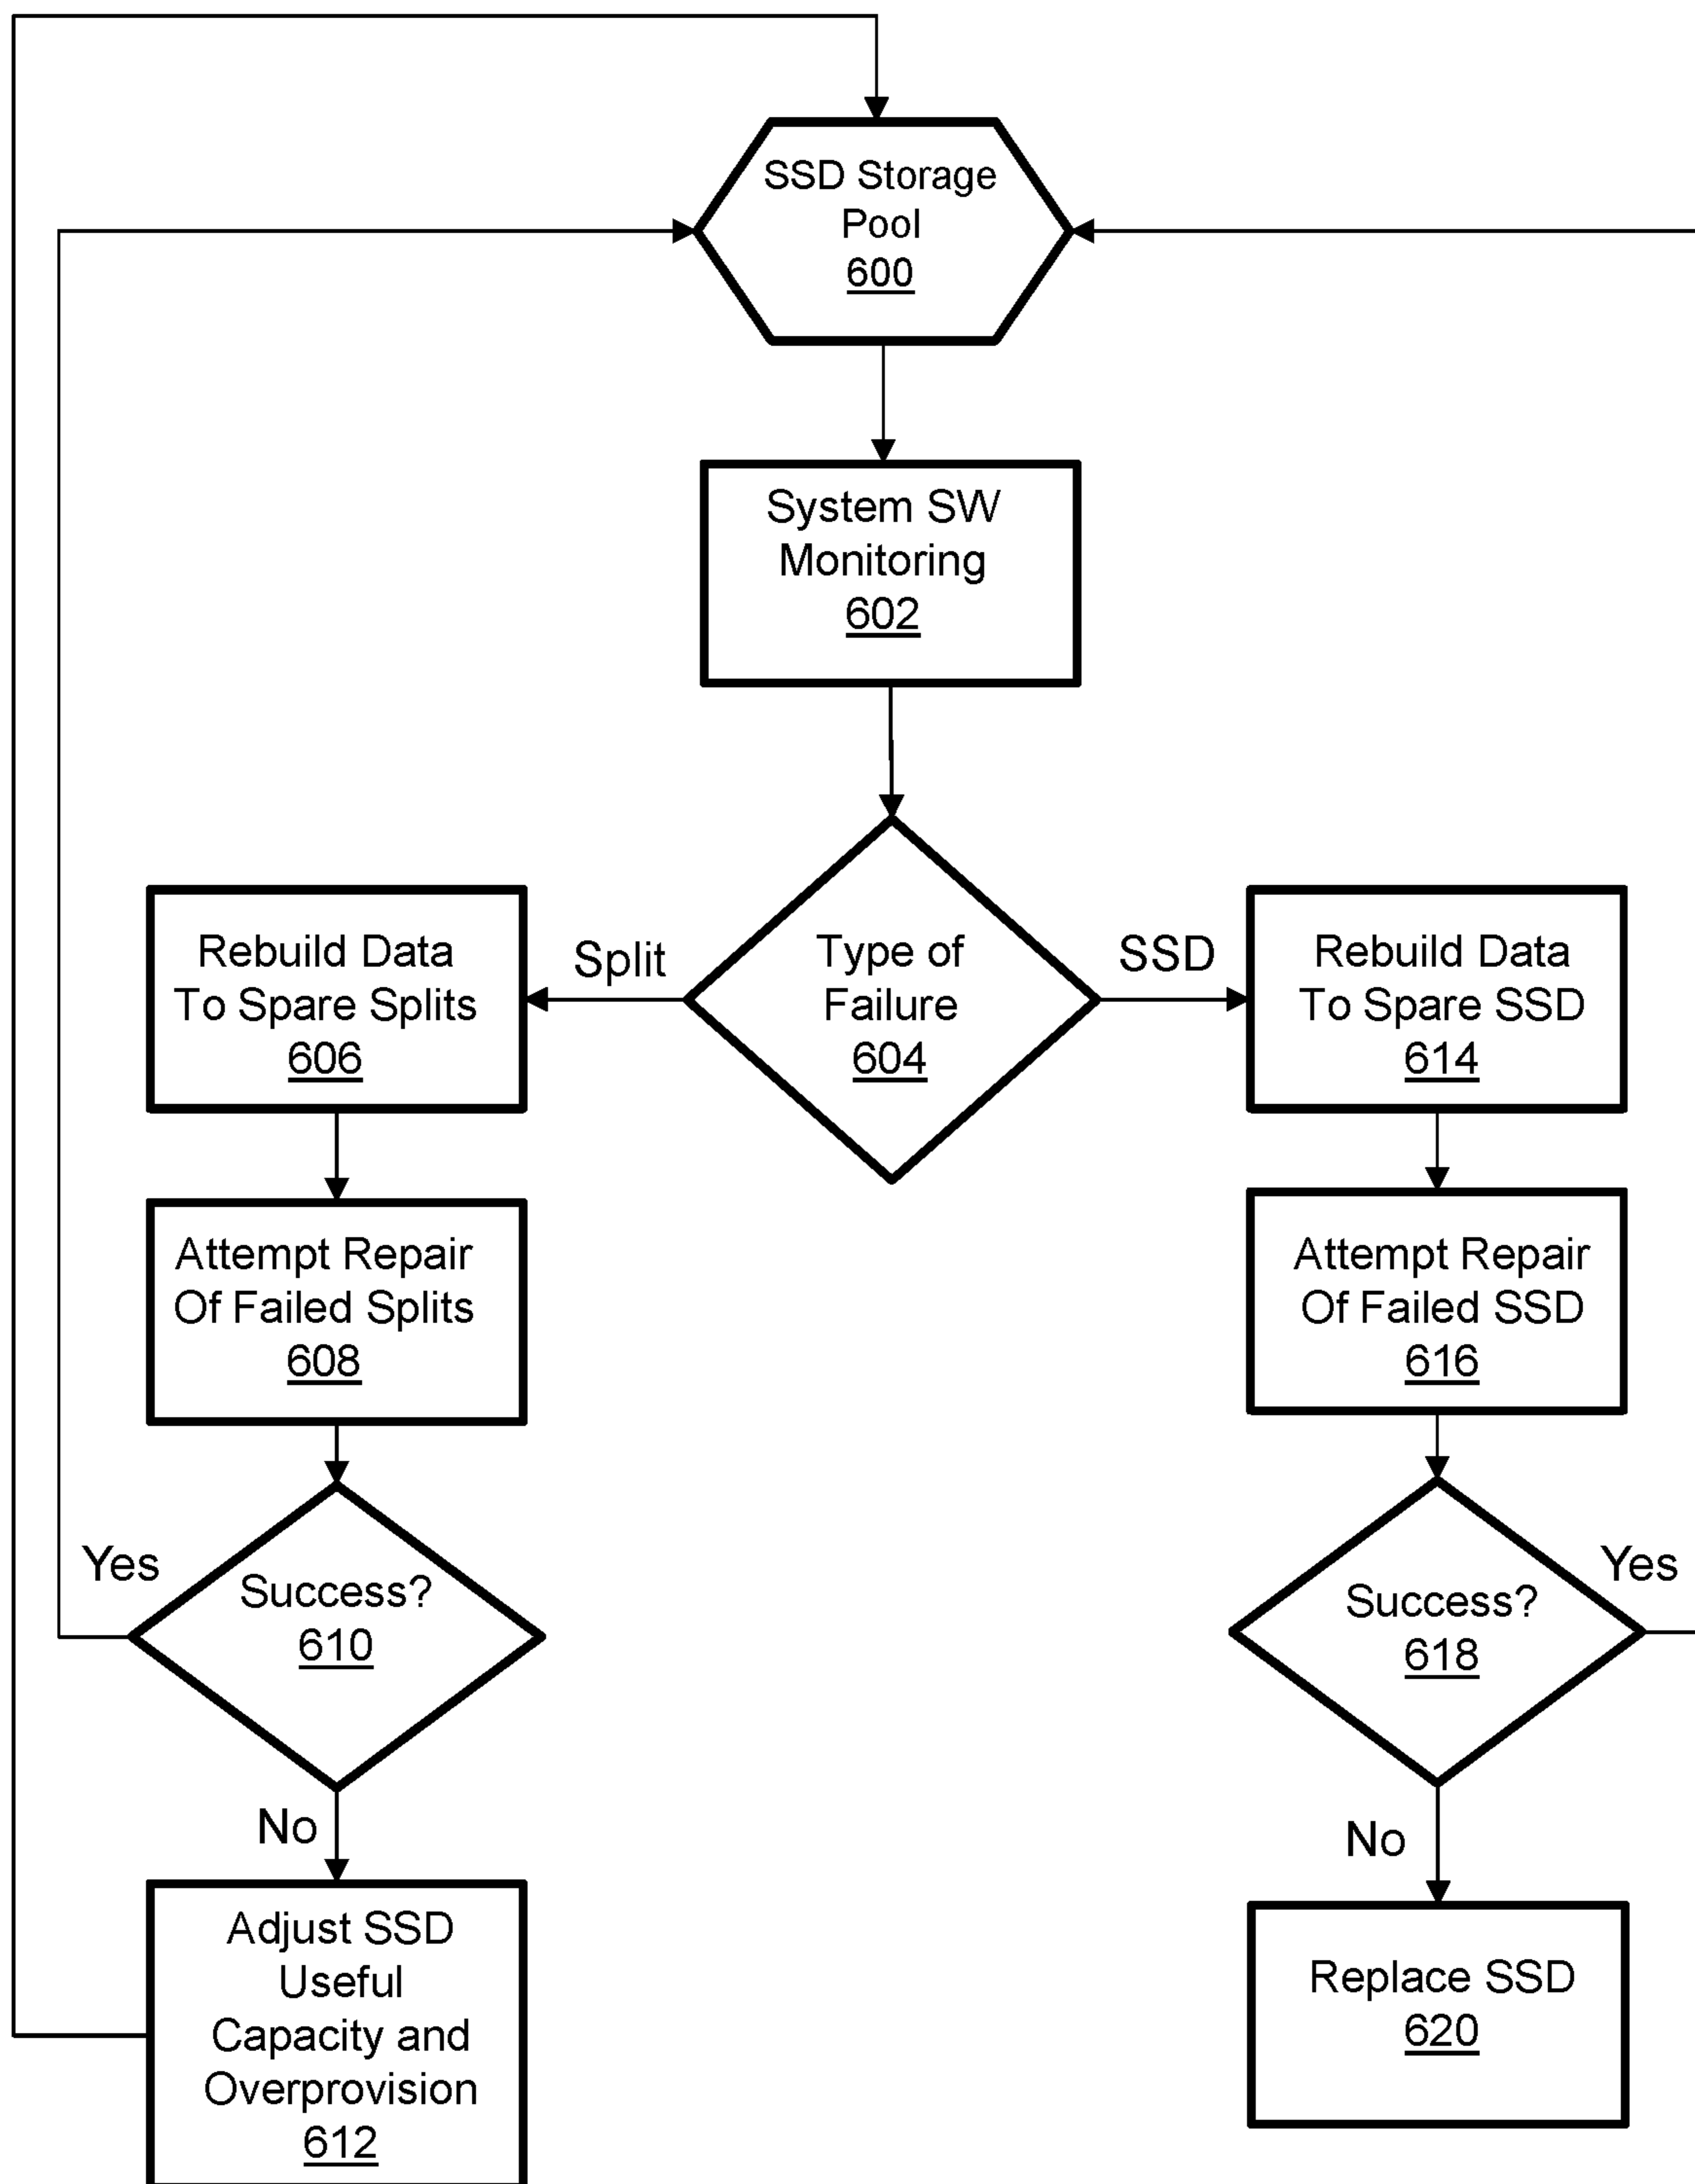 SSD Storage
Pool
600
System SW
Monitoring
602
Type of
Failure
604
Split
SSD
Rebuild Data
To Spare Splits
606
Rebuild Data
To Spare SSD
614
Attempt Repair
Of Failed Splits
608
Attempt Repair
Of Failed SSD
616
Success?
610
Yes
No
Success?
618
Yes
No
Adjust SSD
Useful
Capacity and
Overprovision
612
Replace SSD
620